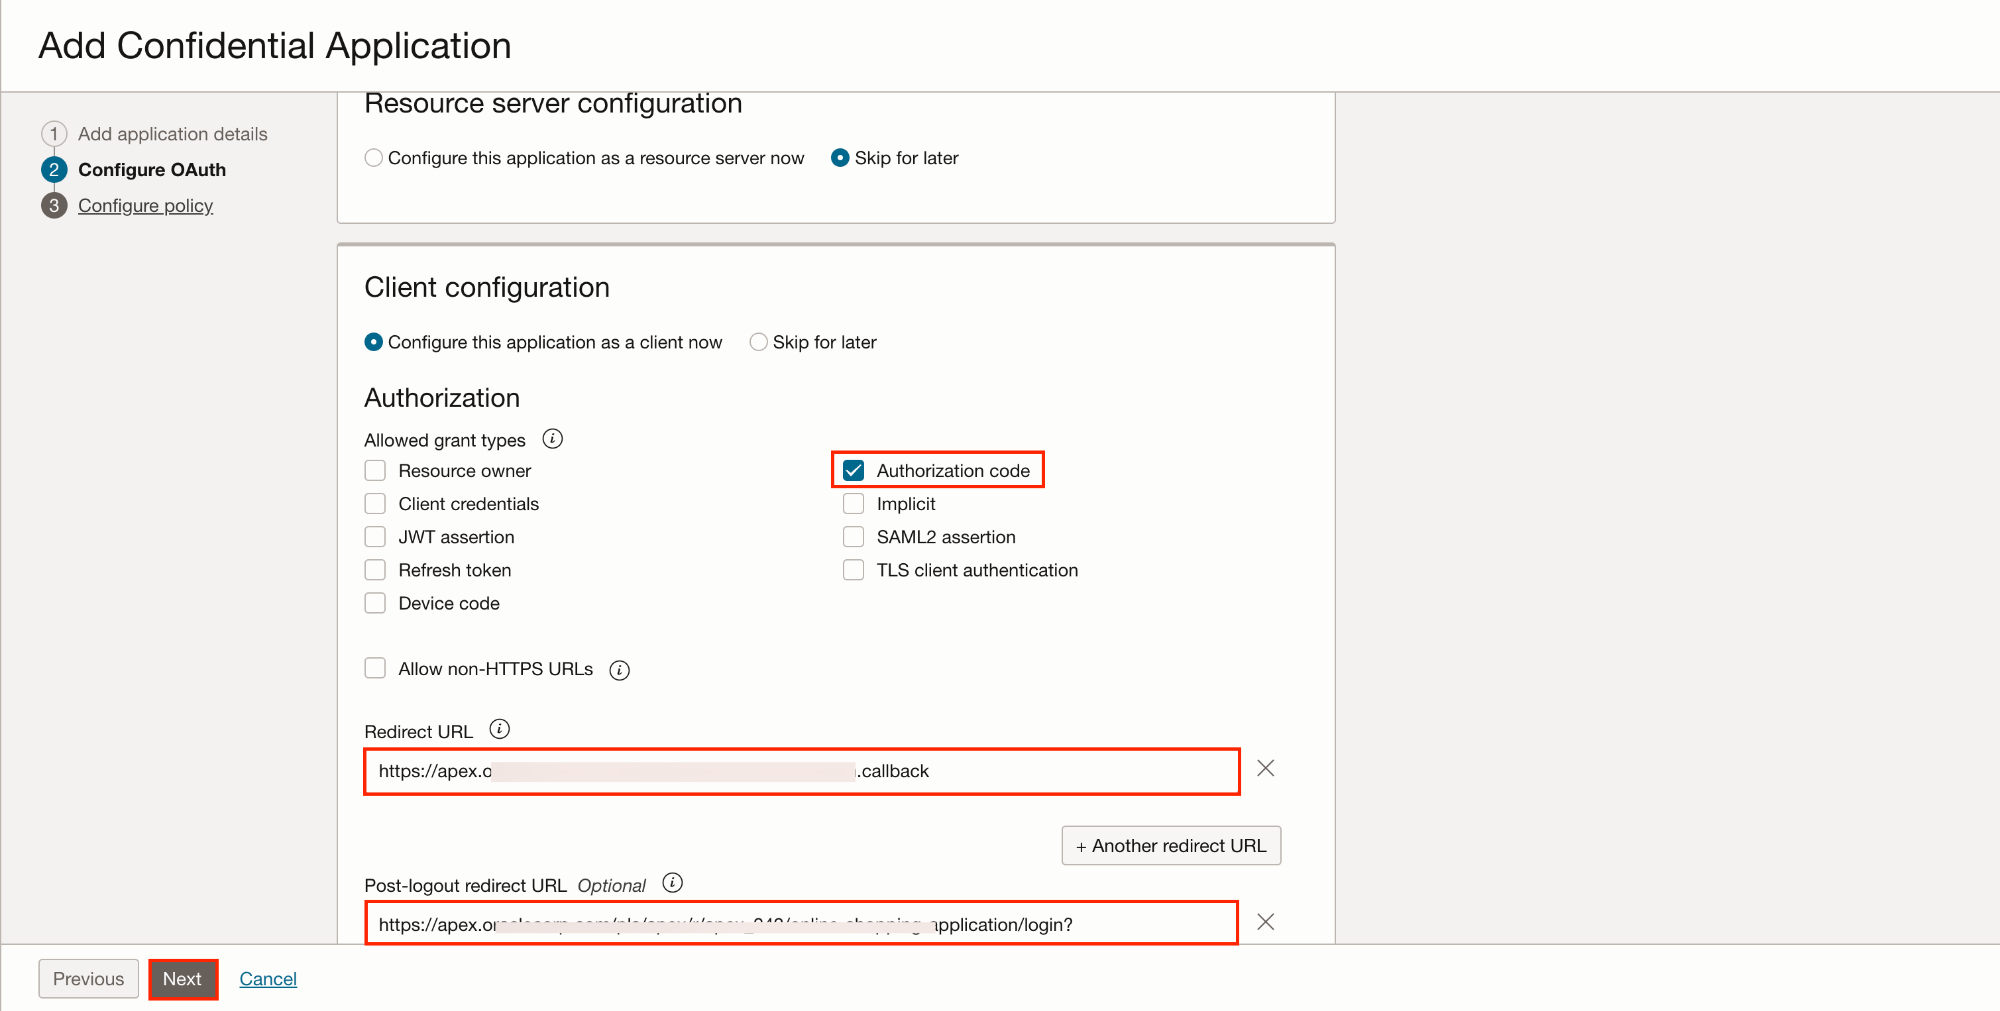 Add Confidential Application
1 Add application details
2 Configure OAuth
3 Configure policy
Resource server configuration
Configure this application as a resource server now Skip for later
Client configuration
Configure this application as a client now Skip for later
Authorization
Allowed grant types i
Resource owner Authorization code
Client credentials Implicit
JWT assertion SAML2 assertion
Refresh token TLS client authentication
Device code
Allow non-HTTPS URLs i
Redirect URL i
https://apex.o .callback
+ Another redirect URL
Post-logout redirect URL Optional i
https://apex.or application/login?
Previous Next Cancel